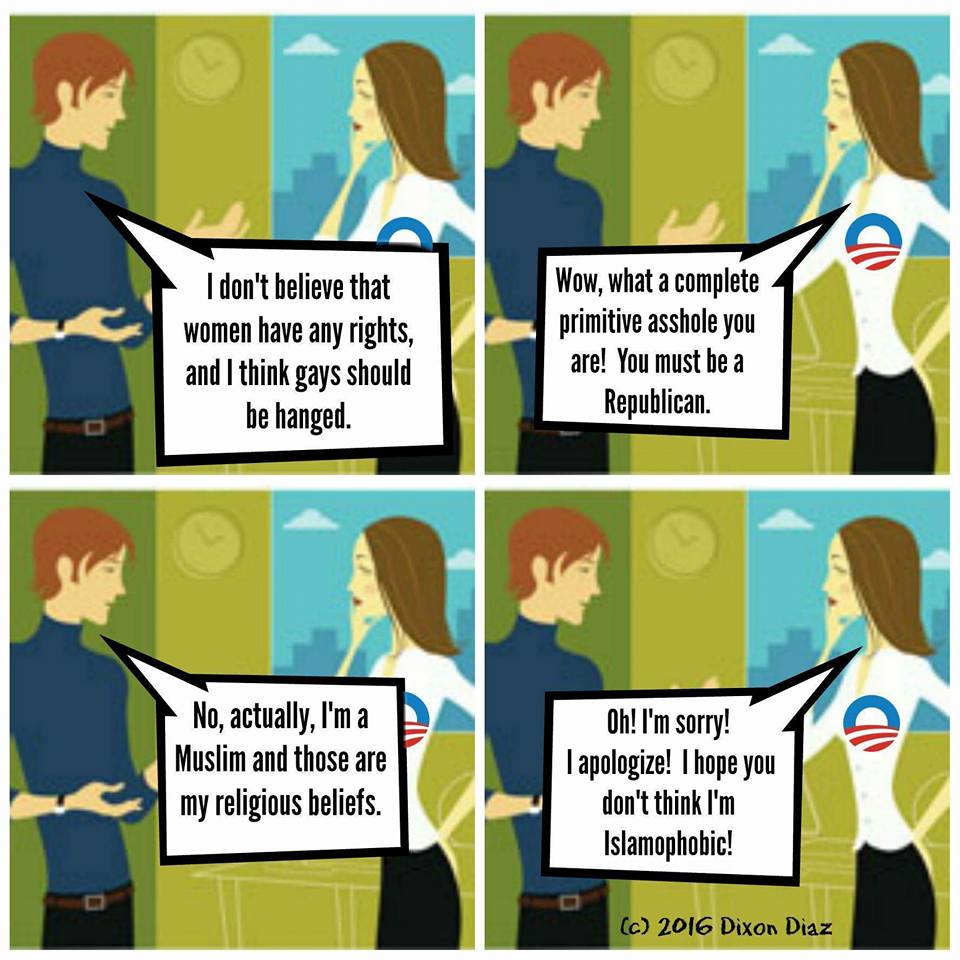 I don't believe that
women have any rights,
and I think gays should
be hanged.
Wow, what a complete
primitive asshole you
are! You must be a
Republican.
No, actually, I'm a
Muslim and those are
my religious beliefs.
Oh! I'm sorry!
I apologize! I hope you
don't think I'm
Islamophobic!
(c) 2016 Dixon Diaz